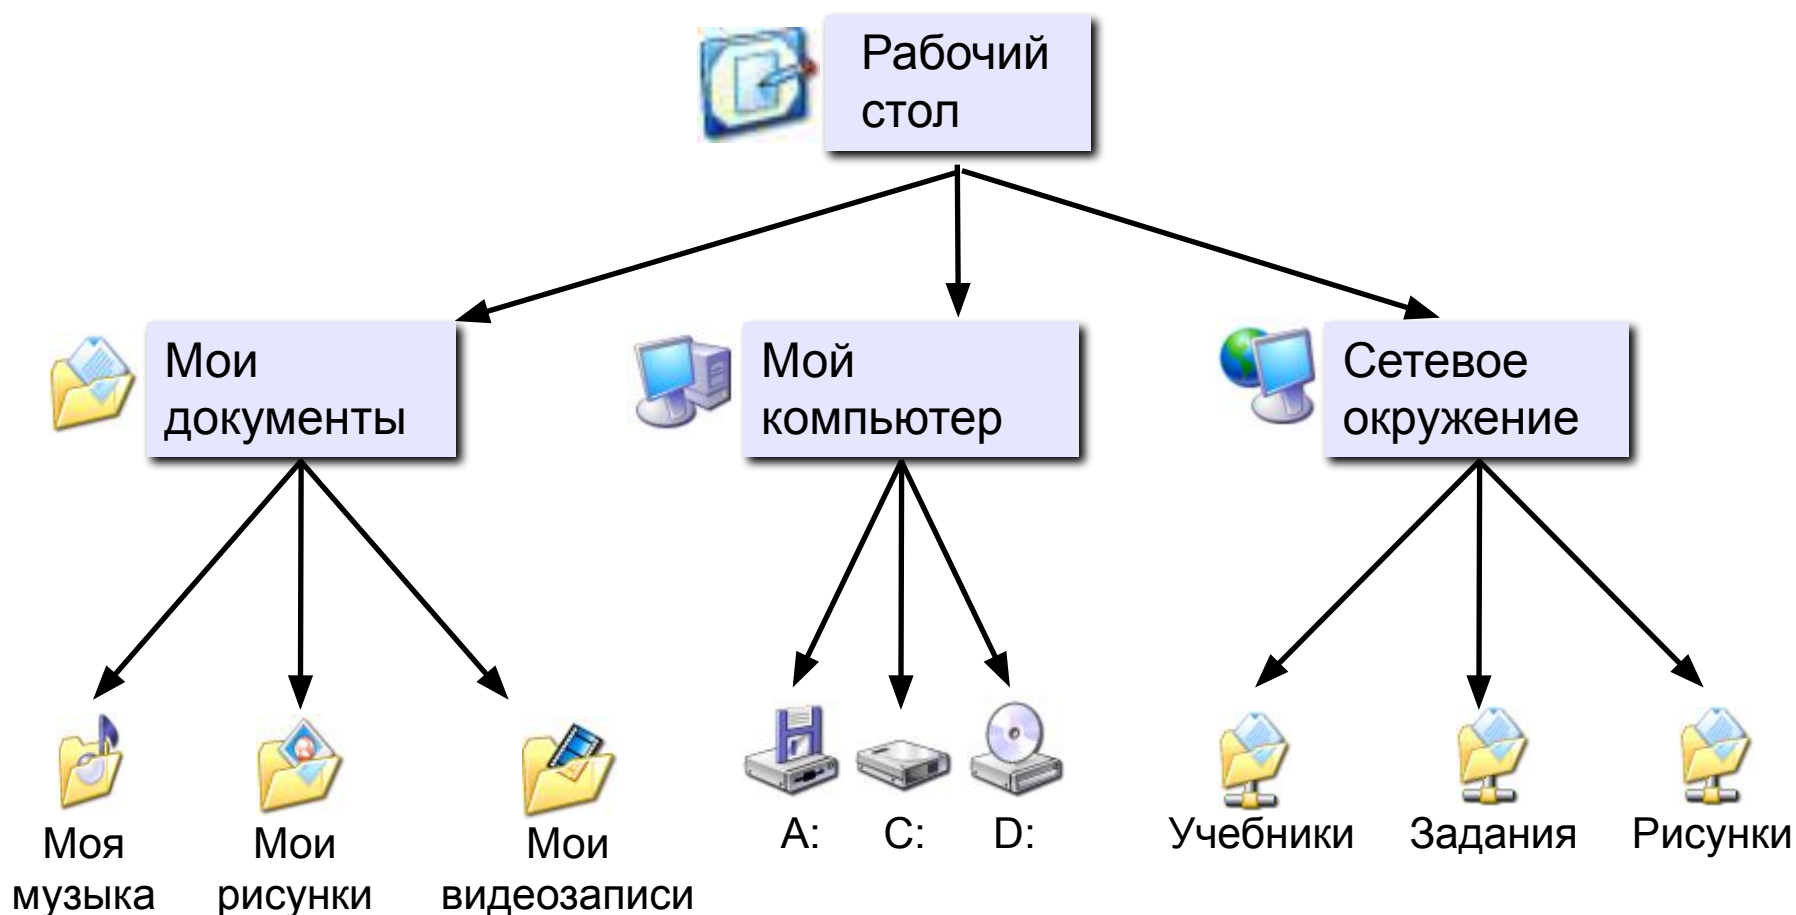 Рабочий
стол
Мои
документы
Мой
компьютер
Сетевое
окружение
Моя
музыка
Мои
рисунки
Мои
видеозаписи
A:
C:
D:
Учебники
Задания
Рисунки